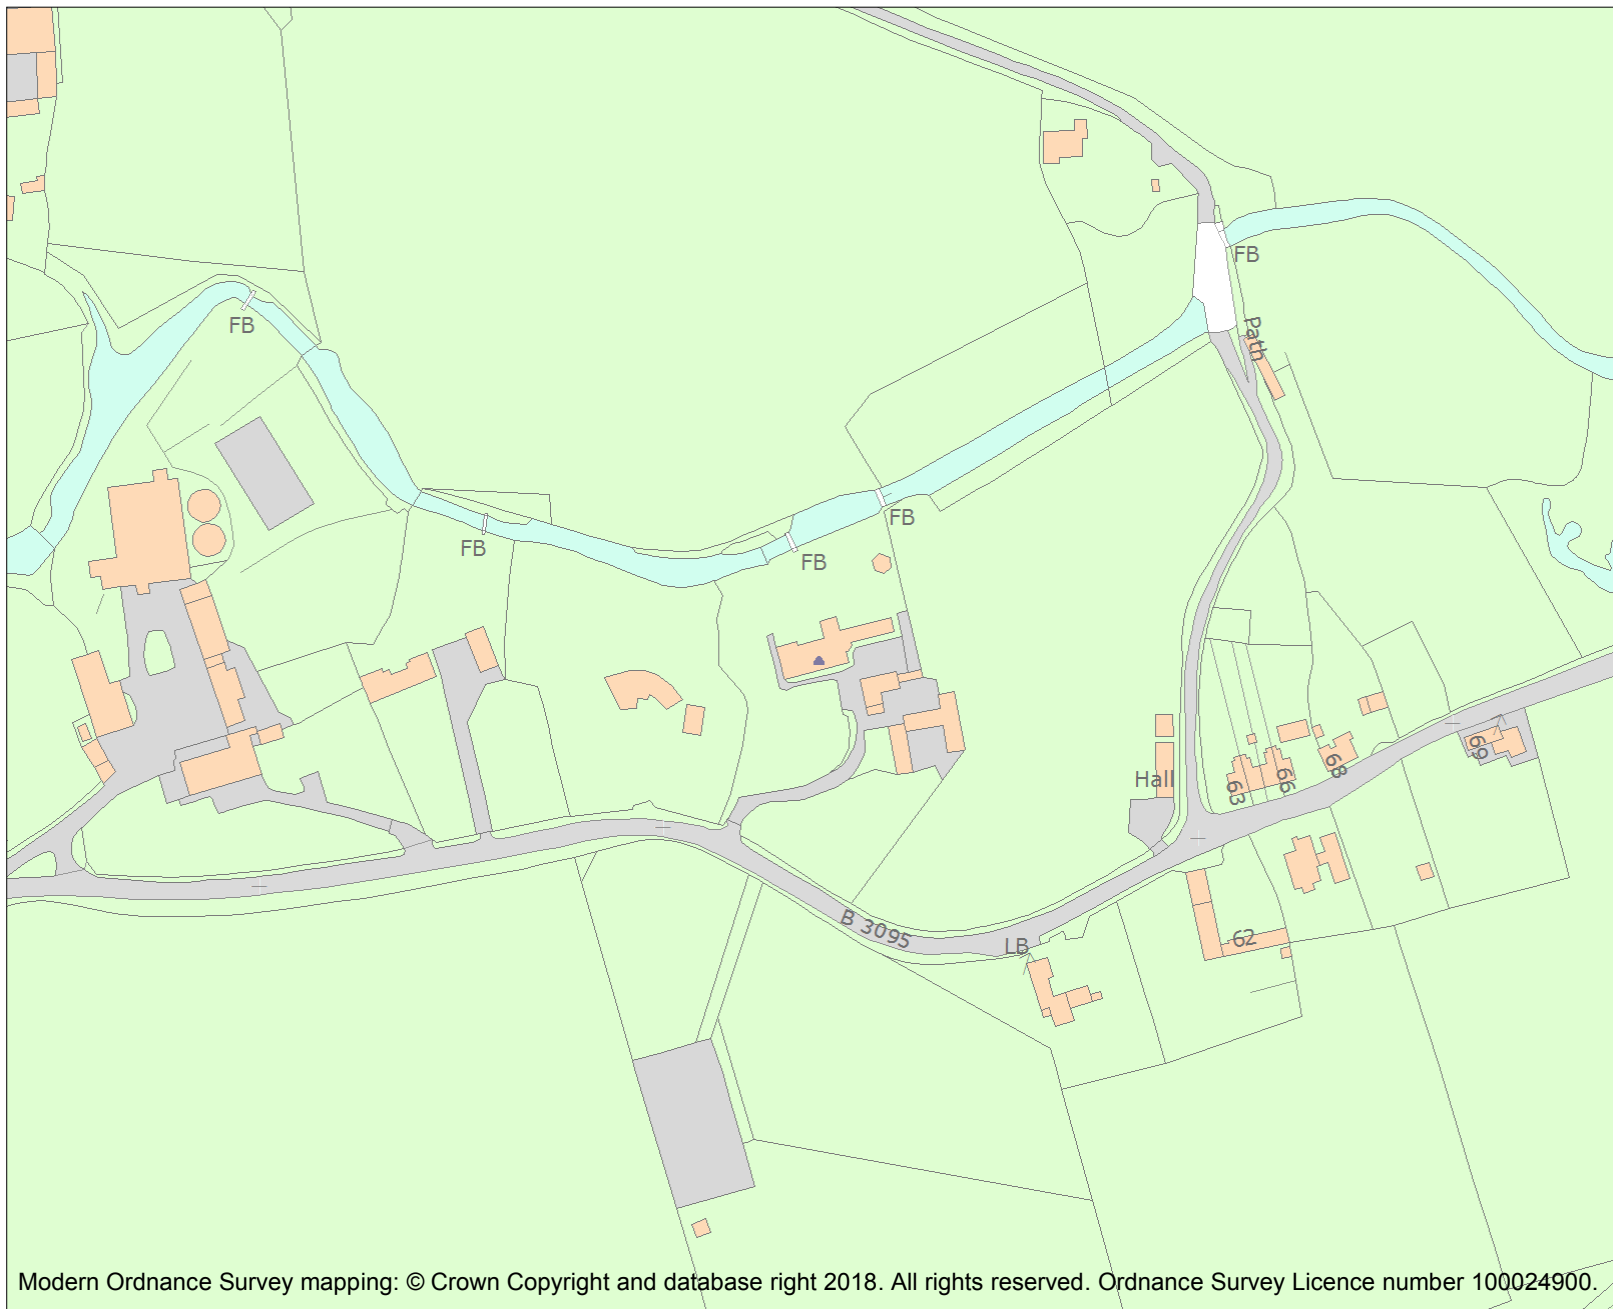 FB
Path
FB
FB
FB
FB
Hall
63
66
68
69
B 3095
LB
62
Modern Ordnance Survey mapping: © Crown Copyright and database right 2018. All rights reserved. Ordnance Survey Licence number 100024900.